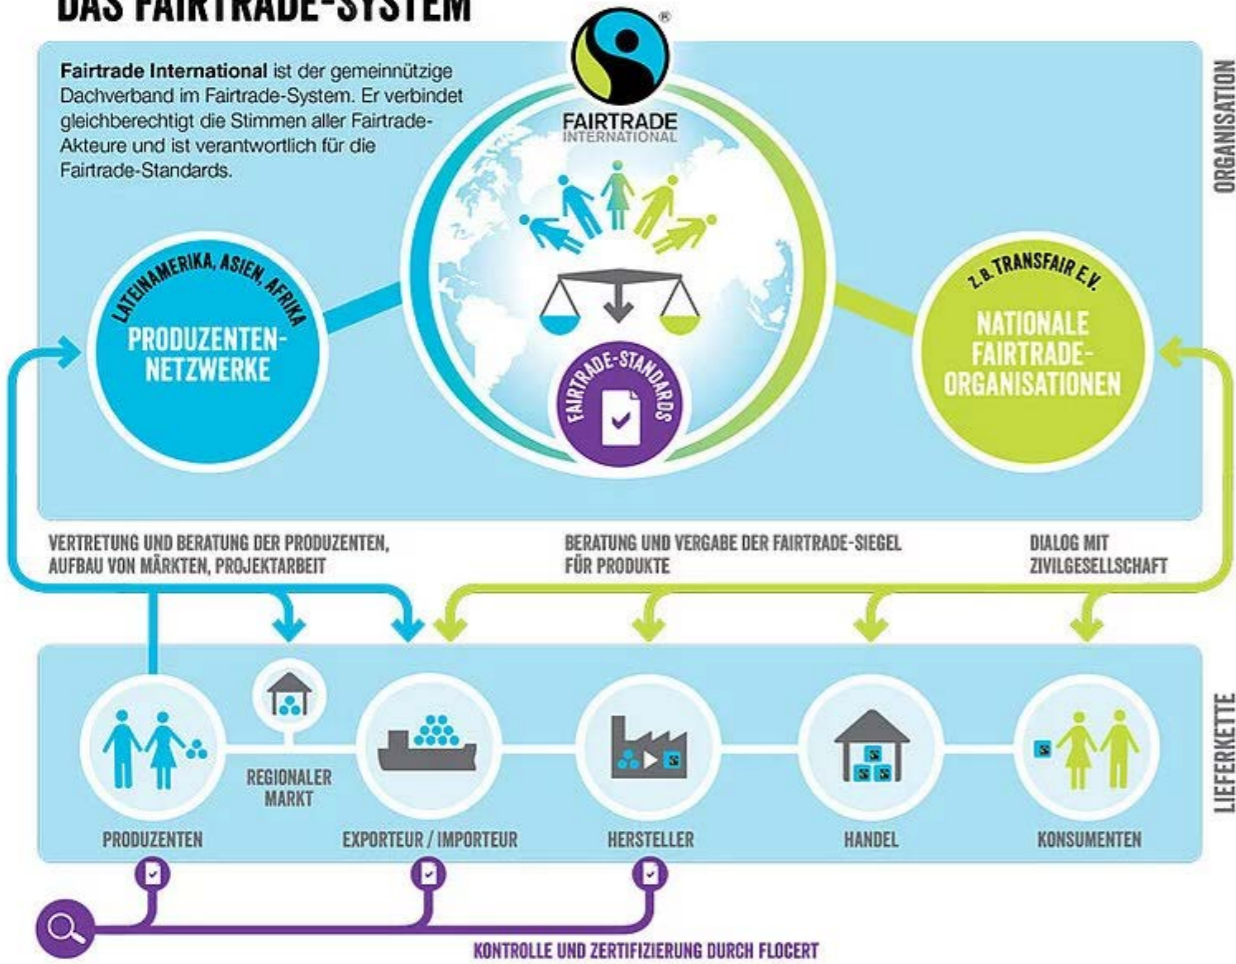 DAS FAIRTRADE-SYSTEM
Fairtrade International ist der gemeinnützige
Dachverband im Fairtrade-System. Er verbindet
gleichberechtigt die Stimmen aller Fairtrade-
Akteure und ist verantwortlich für die
Fairtrade-Standards.
®
FAIRTRADE
INTERNATIONAL
ORGANISATION
LATEINAMERIKA, ASIEN, AFRIKA
PRODUZENTEN-
NETZWERKE
FAIRTRADE-STANDARDS
Z. B. TRANSFAIR E.V.
NATIONALE
FAIRTRADE-
ORGANISATIONEN
VERTRETUNG UND BERATUNG DER PRODUZENTEN,
AUFBAU VON MÄRKTEN, PROJEKTARBEIT
BERATUNG UND VERGABE DER FAIRTRADE-SIEGEL
FÜR PRODUKTE
DIALOG MIT
ZIVILGESELLSCHAFT
LIEFERKETTE
PRODUZENTEN
REGIONALER
MARKT
EXPORTEUR / IMPORTEUR
HERSTELLER
HANDEL
KONSUMENTEN
KONTROLLE UND ZERTIFIZIERUNG DURCH FLOCERT